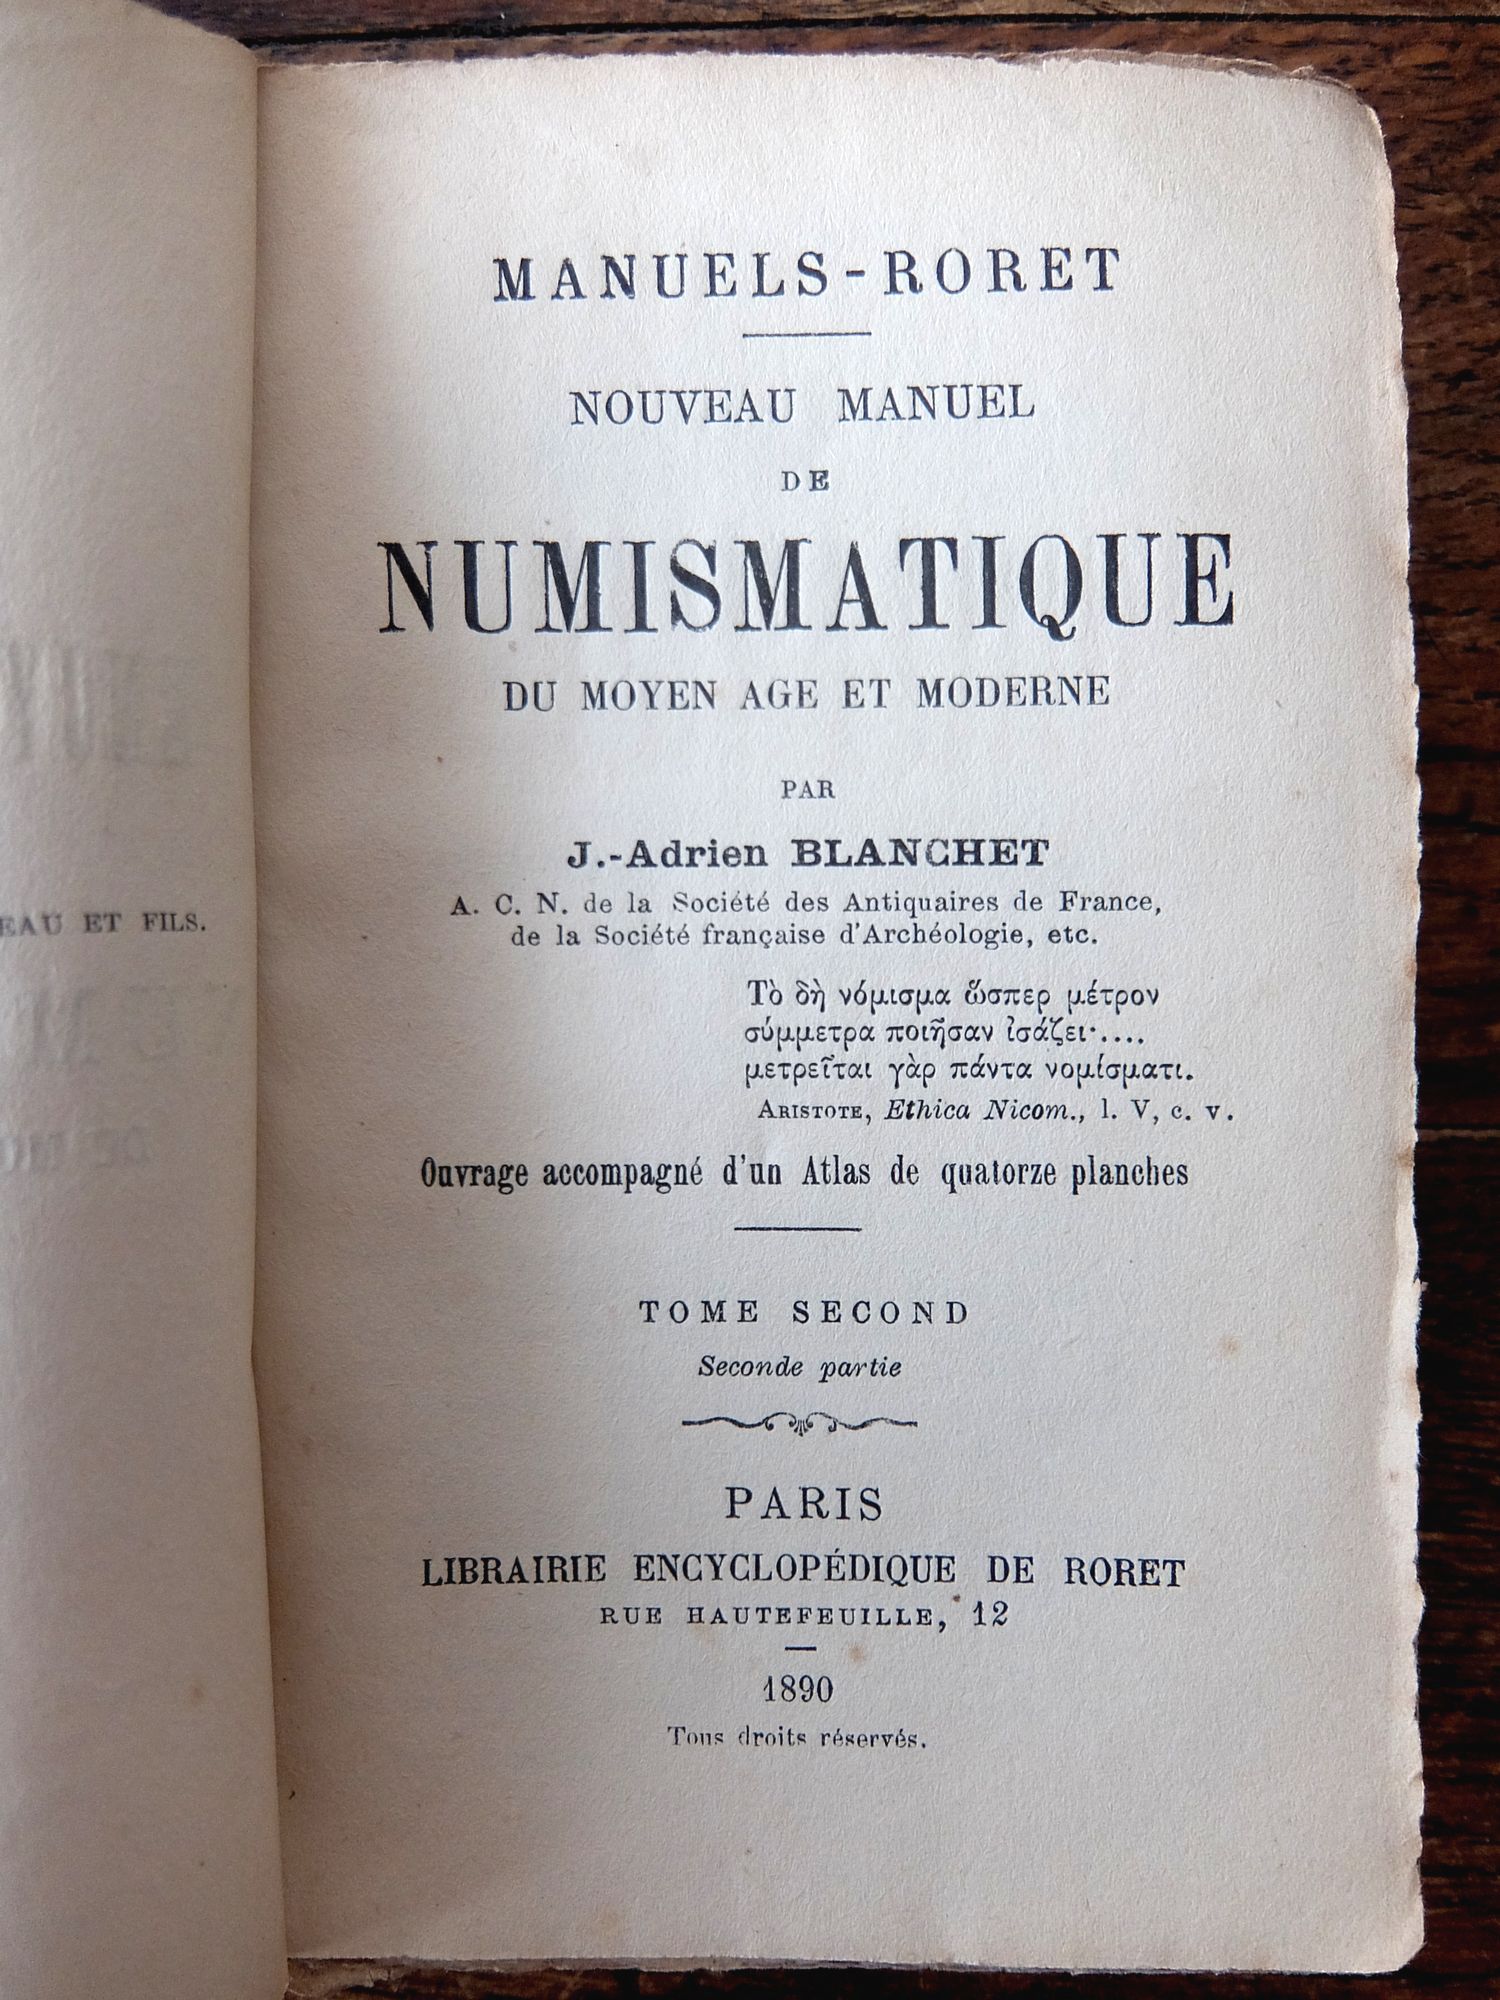 EAU ET FILS.
MANUELS-RORET
NOUVEAU MANUEL
DE
NUMISMATIQUE
DU MOYEN AGE ET MODERNE
PAR
J.-Adrien BLANCHET
A. C. N. de la Société des Antiquaires de France,
de la Société française d'Archéologie, etc.
Τὸ δὴ νόμισμα ὥσπερ μέτρον
σύμμετρα ποιῆσαν ἰσάζει·....
μετρεῖται γὰρ πάντα νομίσματι.
ARISTOTE, Ethica Nicom., l. V, c. v.
Ouvrage accompagné d'un Atlas de quatorze planches
TOME SECOND
Seconde partie
PARIS
LIBRAIRIE ENCYCLOPÉDIQUE DE RORET
RUE HAUTEFEUILLE, 12
1890
Tous droits réservés.